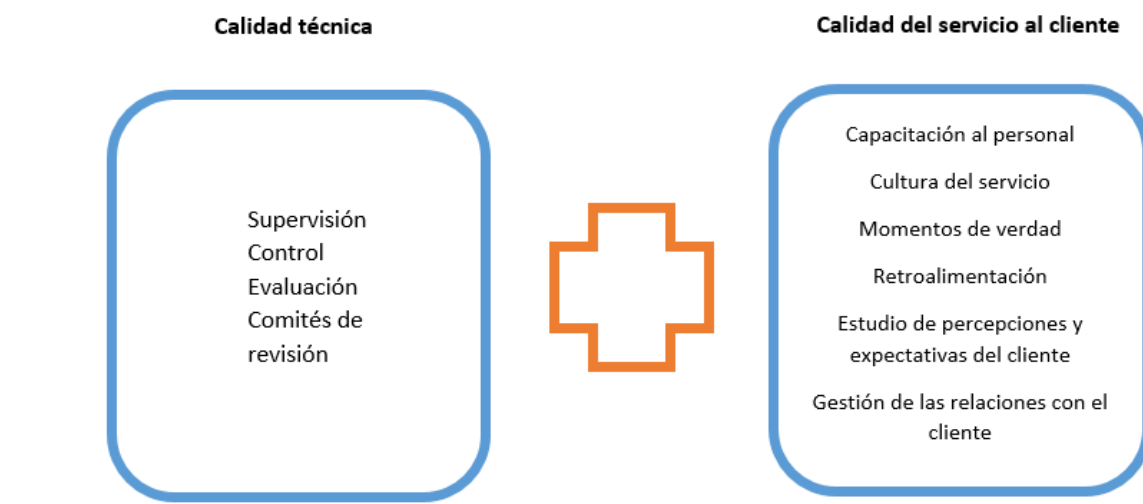 Calidad técnica
Supervisión
Control
Evaluación
Comités de
revisión
Calidad del servicio al cliente
Capacitación al personal
Cultura del servicio
Momentos de verdad
Retroalimentación
Estudio de percepciones y
expectativas del cliente
Gestión de las relaciones con el
cliente